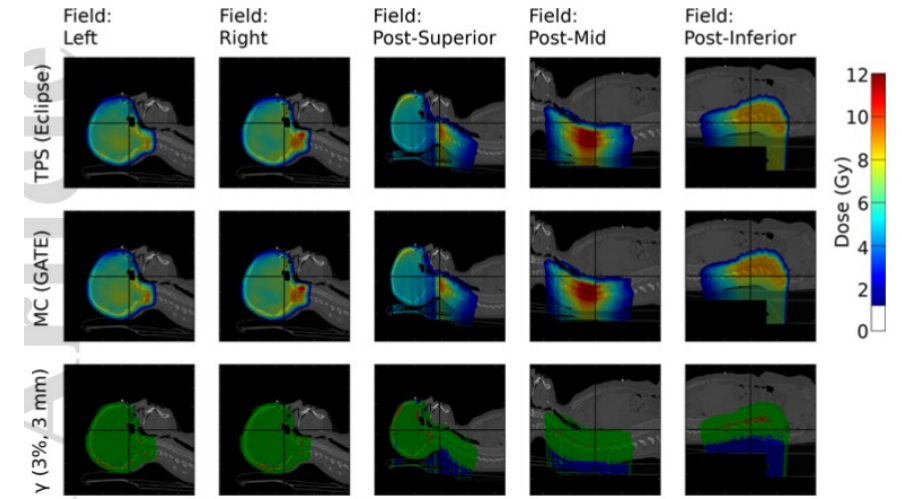 Field:
Left
Field:
Right
Field:
Post-Superior
Field:
Post-Mid
Field:
Post-Inferior
TPS (Eclipse)
MC (GATE)
γ (3%, 3 mm)
Dose (Gy)
12
10
8
6
4
2
0